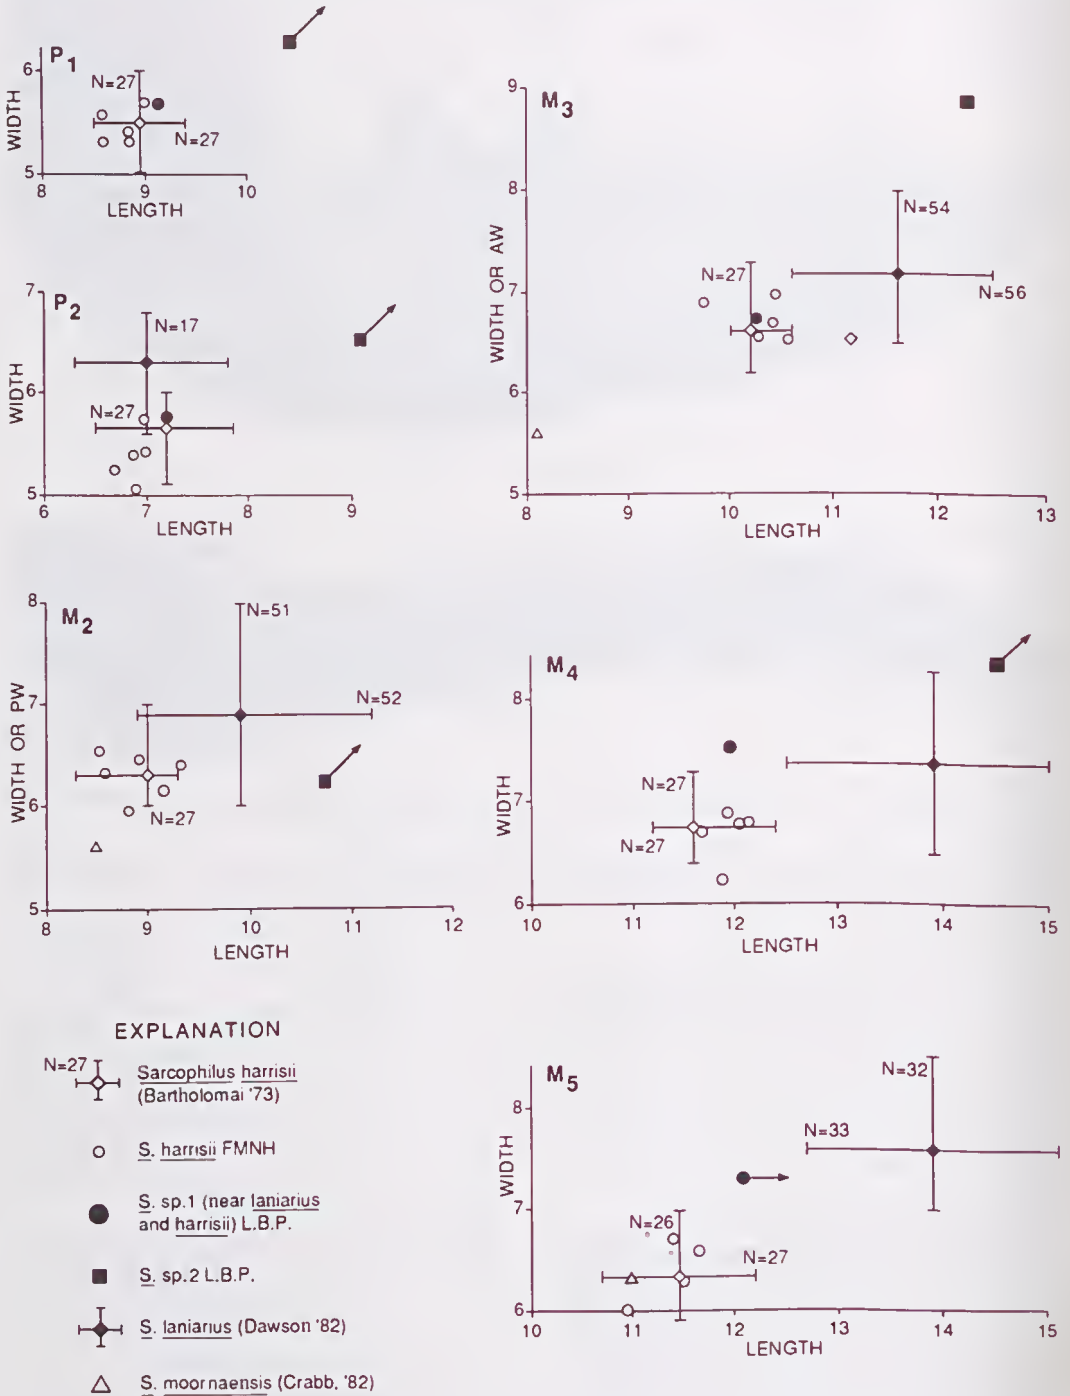 P1
6
5
WIDTH
N=27
N=27
8 9 10
LENGTH
P2
7
6
5
WIDTH
N=17
N=27
6 7 8 9
LENGTH
M2
8
7
6
5
WIDTH OR PW
N=51
N=52
N=27
8 9 10 11 12
LENGTH
M3
9
8
7
6
5
WIDTH OR AW
N=54
N=27
N=56
8 9 10 11 12 13
LENGTH
M4
8
7
6
WIDTH
N=27
N=27
10 11 12 13 14 15
LENGTH
M5
8
7
6
WIDTH
N=32
N=33
N=26
N=27
10 11 12 13 14 15
LENGTH
EXPLANATION
N=27
Sarcophilus harrisii
(Bartholomai '73)
S. harrisii FMNH
S. sp.1 (near laniarius
and harrisii) L.B.P.
S. sp.2 L.B.P.
S. laniarius (Dawson '82)
S. moornaensis (Crabb, '82)